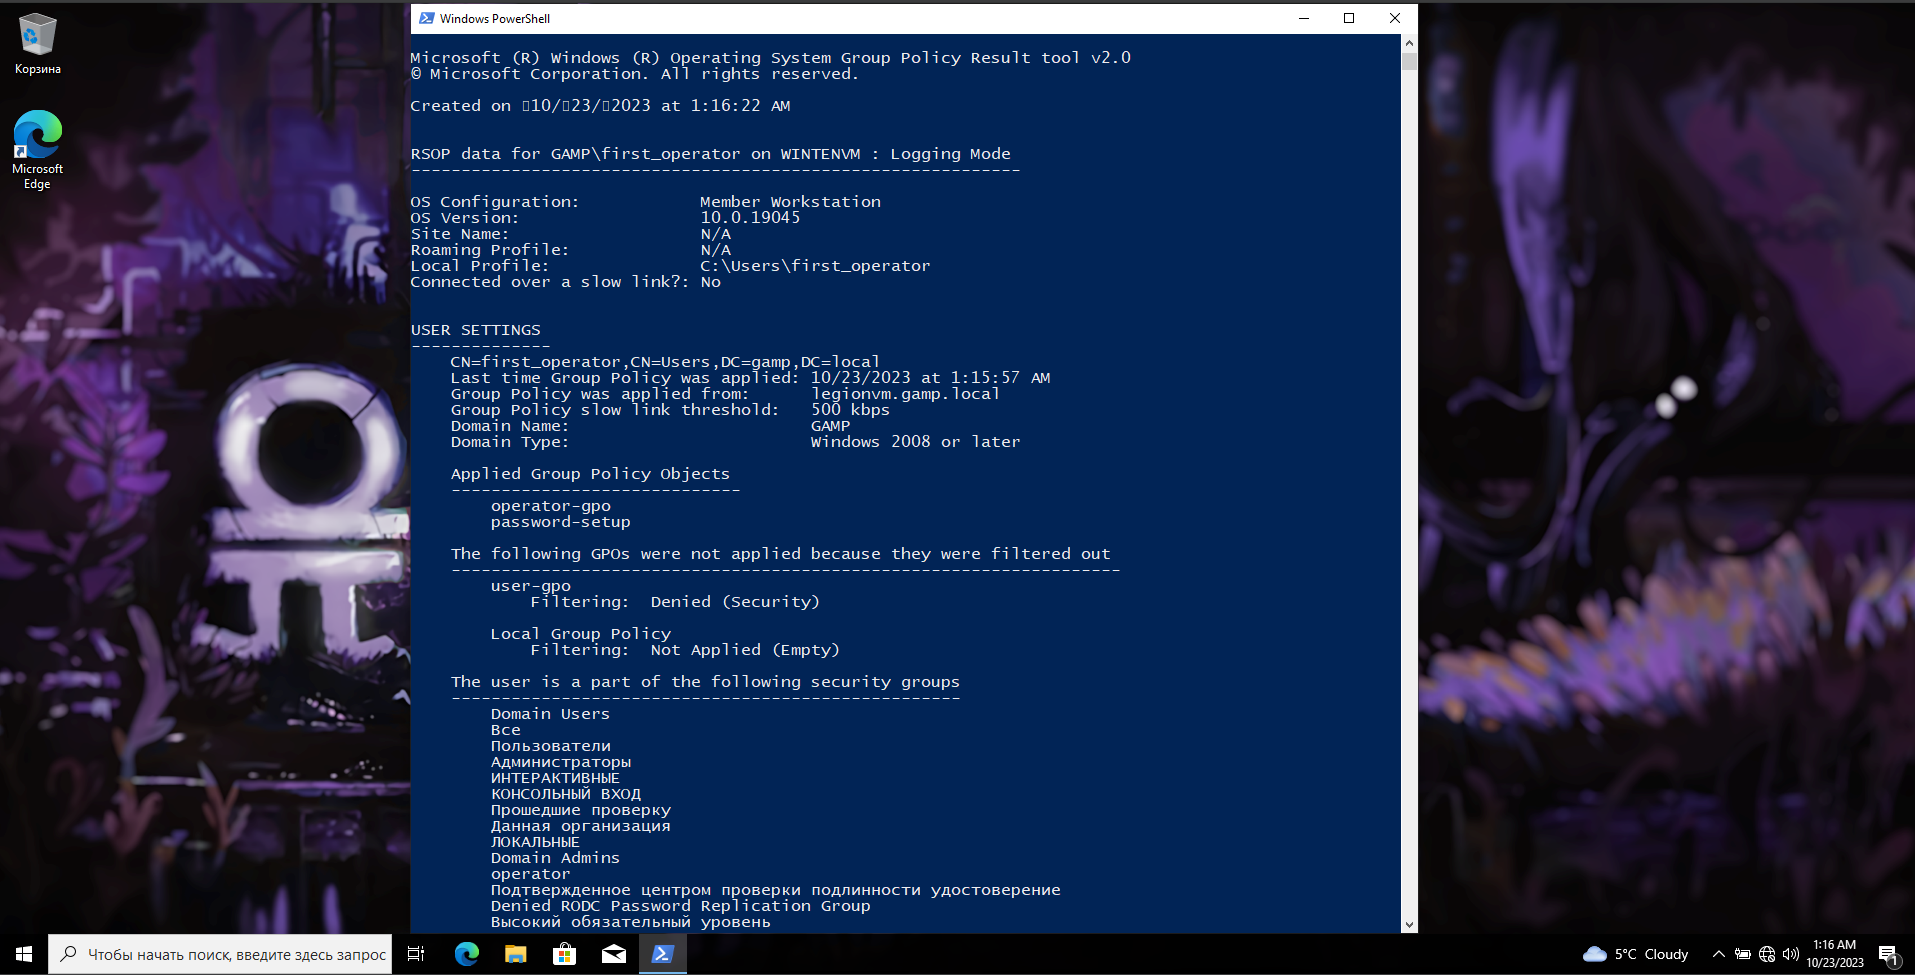 Корзина
Microsoft
Edge
Windows PowerShell
Microsoft (R) Windows (R) Operating System Group Policy Result tool v2.0
© Microsoft Corporation. All rights reserved.
Created on 10/23/2023 at 1:16:22 AM
RSOP data for GAMP\first_operator on WINTENVM : Logging Mode
-------------------------------------------------------------
OS Configuration: Member Workstation
OS Version: 10.0.19045
Site Name: N/A
Roaming Profile: N/A
Local Profile: C:\Users\first_operator
Connected over a slow link?: No
USER SETTINGS
--------------
CN=first_operator,CN=Users,DC=gamp,DC=local
Last time Group Policy was applied: 10/23/2023 at 1:15:57 AM
Group Policy was applied from: legionvm.gamp.local
Group Policy slow link threshold: 500 kbps
Domain Name: GAMP
Domain Type: Windows 2008 or later
Applied Group Policy Objects
-----------------------------
operator-gpo
password-setup
The following GPOs were not applied because they were filtered out
-------------------------------------------------------------------
user-gpo
Filtering: Denied (Security)
Local Group Policy
Filtering: Not Applied (Empty)
The user is a part of the following security groups
---------------------------------------------------
Domain Users
Все
Пользователи
Администраторы
ИНТЕРАКТИВНЫЕ
КОНСОЛЬНЫЙ ВХОД
Прошедшие проверку
Данная организация
ЛОКАЛЬНЫЕ
Domain Admins
operator
Подтвержденное центром проверки подлинности удостоверение
Denied RODC Password Replication Group
Высокий обязательный уровень
Чтобы начать поиск, введите здесь запрос
5°C Cloudy
1:16 AM
10/23/2023
1